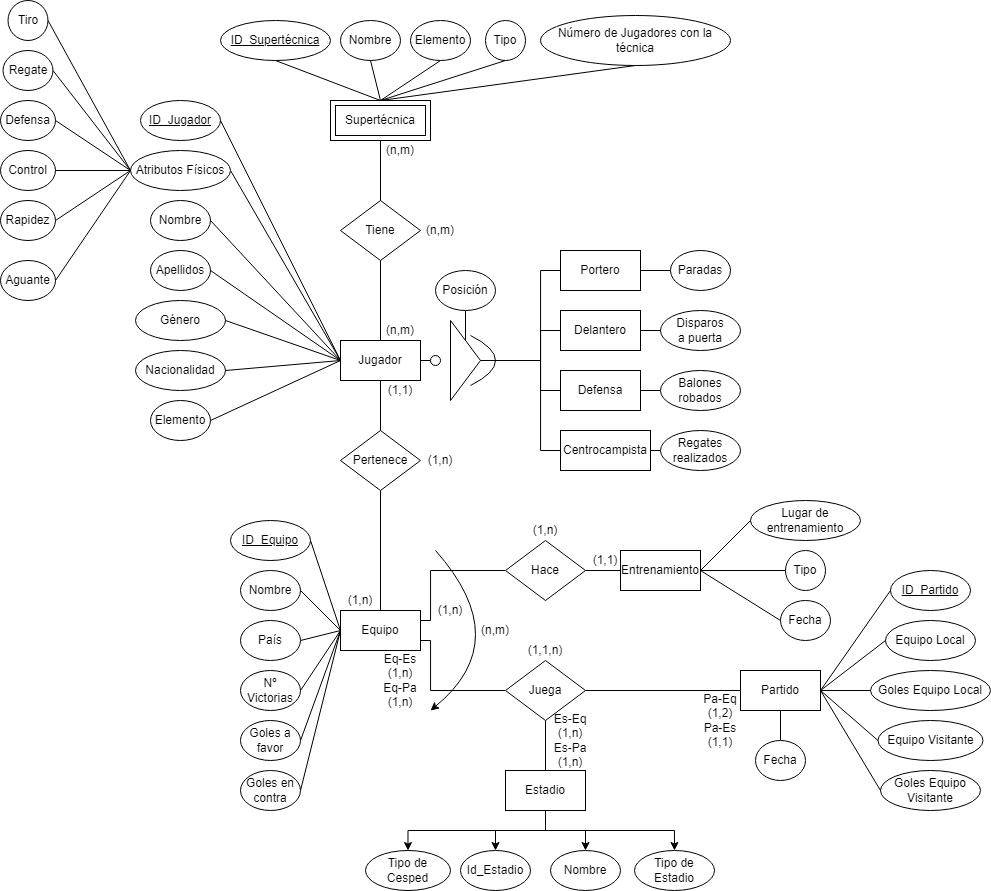 Tiro
ID_Supertécnica
Nombre
Elemento
Tipo
Número de Jugadores con la
técnica
Regate
Defensa
ID_Jugador
Supertécnica
(n,m)
Control
Atributos Físicos
Rapidez
Nombre
Tiene
(n,m)
Aguante
Apellidos
Posición
Portero
Paradas
Género
(n,m)
Delantero
Disparos
a puerta
Nacionalidad
Jugador
(1,1)
Defensa
Balones
robados
Elemento
Centrocampista
Regates
realizados
Pertenece
(1,n)
ID_Equipo
Lugar de
entrenamiento
(1,n)
Hace
(1,1)
Entrenamiento
Tipo
Nombre
(1,n)
(1,n)
Fecha
ID_Partido
País
Equipo
(n,m)
Equipo Local
Eq-Es
(1,n)
Eq-Pa
(1,n)
(1,1,n)
Juega
Nº
Victorias
Pa-Eq
(1,2)
Pa-Es
(1,1)
Partido
Goles Equipo Local
Es-Eq
(1,n)
Es-Pa
(1,n)
Goles a
favor
Fecha
Equipo Visitante
Goles en
contra
Estadio
Goles Equipo
Visitante
Tipo de
Cesped
Id_Estadio
Nombre
Tipo de
Estadio